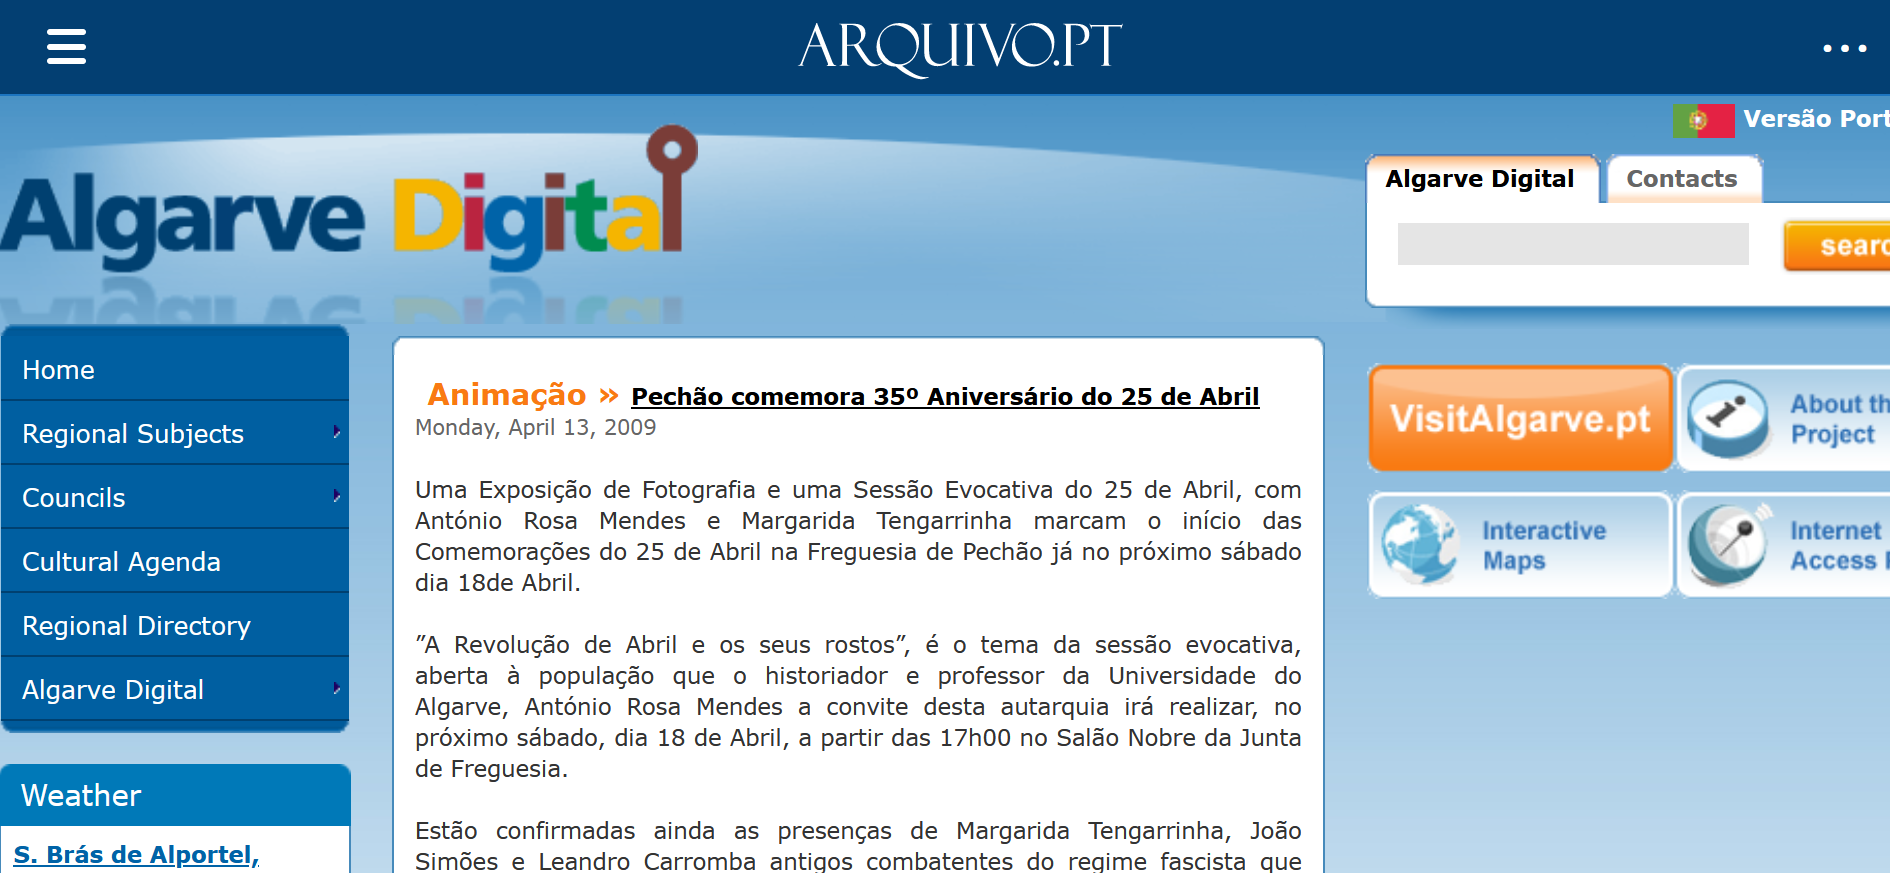 ARQUIVO.PT
Versão
Algarve Digital
Algarve Digital
Contacts
Home
Regional Subjects
Councils
Cultural Agenda
Regional Directory
Algarve Digital
Weather
S. Brás de Alportel,
Animação » Pechão comemora 35º Aniversário do 25 de Abril
Monday, April 13, 2009
Uma Exposição de Fotografia e uma Sessão Evocativa do 25 de Abril, com
António Rosa Mendes e Margarida Tengarrinha marcam o início das
Comemorações do 25 de Abril na Freguesia de Pechão já no próximo sábado
dia 18de Abril.
”A Revolução de Abril e os seus rostos”, é o tema da sessão evocativa,
aberta à população que o historiador e professor da Universidade do
Algarve, António Rosa Mendes a convite desta autarquia irá realizar, no
próximo sábado, dia 18 de Abril, a partir das 17h00 no Salão Nobre da Junta
de Freguesia.
Estão confirmadas ainda as presenças de Margarida Tengarrinha, João
Simões e Leandro Carromba antigos combatentes do regime fascista que
VisitAlgarve.pt
About
Project
Interactive
Maps
Internet
Access